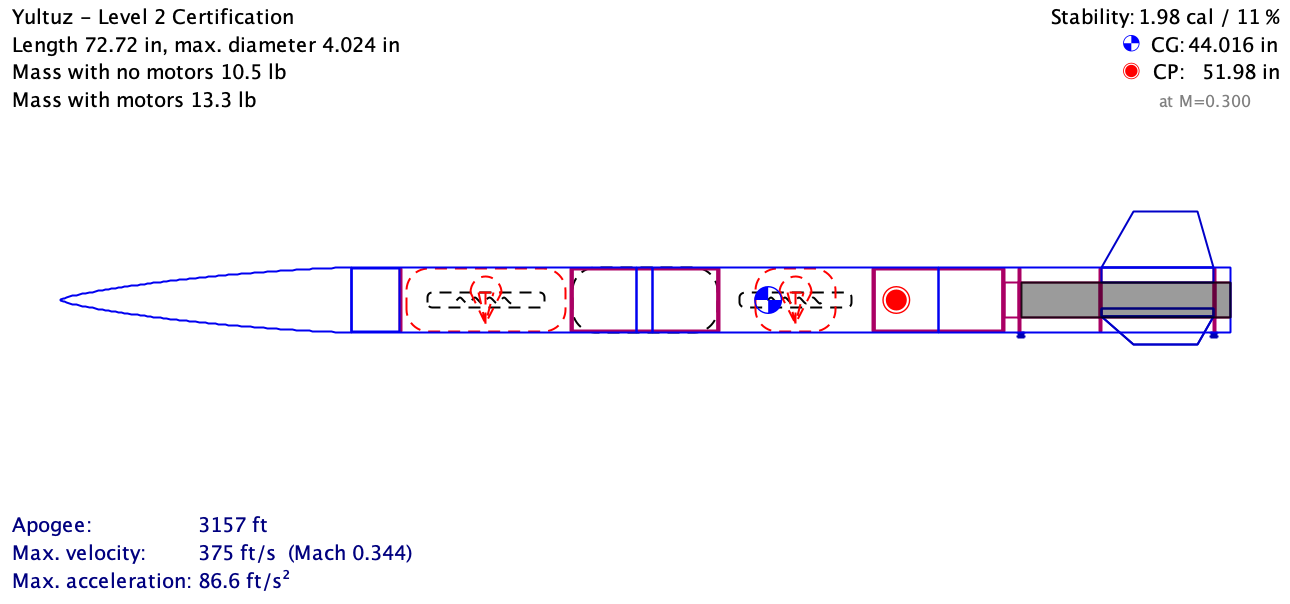 Yultuz – Level 2 Certification
Length 72.72 in, max. diameter 4.024 in
Mass with no motors 10.5 lb
Mass with motors 13.3 lb
Stability: 1.98 cal / 11 %
CG: 44.016 in
CP: 51.98 in
at M=0.300
Apogee: 3157 ft
Max. velocity: 375 ft/s (Mach 0.344)
Max. acceleration: 86.6 ft/s²